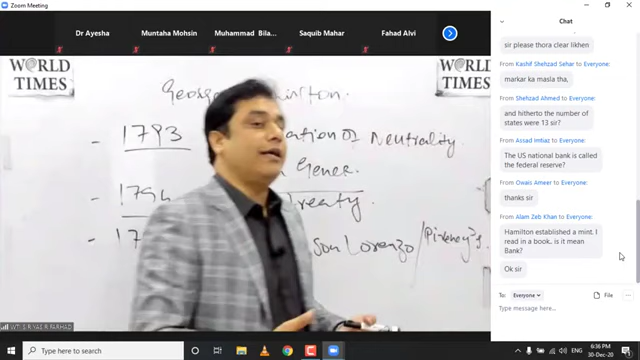 Zoom Meeting
Dr Ayesha
Muntaha Mohsin
Muhammad Bila...
Saquib Mahar
Fahad Alvi
WORLD
TIMES
WORLD
TIMES
- 1793
ation of Neutrality.
Genet
- 1794
Treaty
- 17
Lorenzo / Pinckney's
WTI
Chat
sir please thora clear likhen
From Kashif Shehzad Sehar to Everyone:
markar ka masla tha,
From Shehzad Ahmed to Everyone:
and hitherto the number of
states were 13 sir?
From Assad Imtiaz to Everyone:
The US national bank is called
the federal reserve?
From Owais Ameer to Everyone:
thanks sir
From Alam Zeb Khan to Everyone:
Hamilton established a mint. I
read in a book.. is it mean
Bank?
Ok sir
To: Everyone
File
Type message here...
Type here to search
ENG
6:36 PM
30-Dec-20